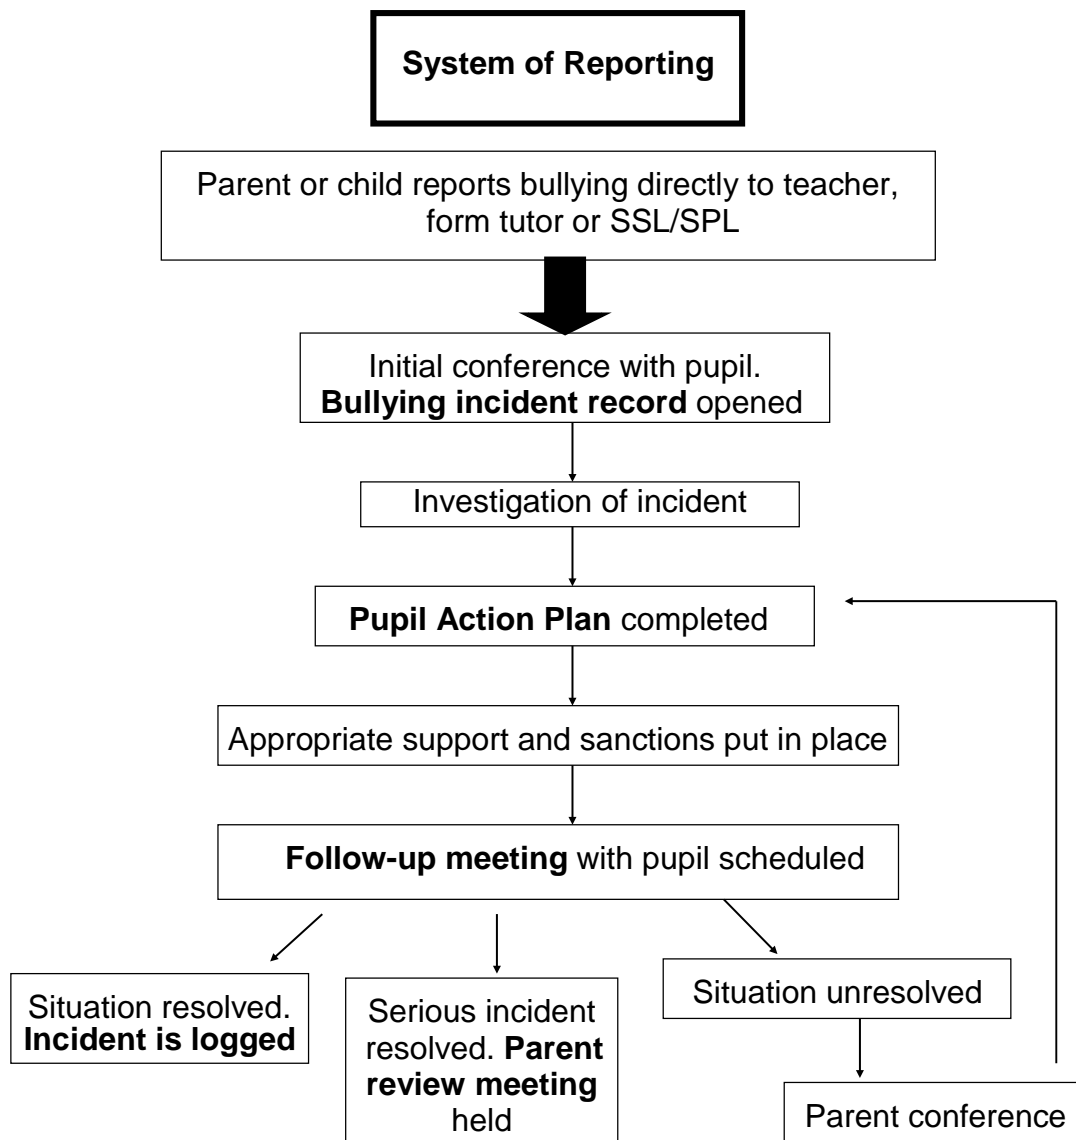 System of Reporting
Parent or child reports bullying directly to teacher,
form tutor or SSL/SPL
Initial conference with pupil.
Bullying incident record opened
Investigation of incident
Pupil Action Plan completed
Appropriate support and sanctions put in place
Follow-up meeting with pupil scheduled
Situation resolved.
Incident is logged
Serious incident
resolved. Parent
review meeting
held
Situation unresolved
Parent conference